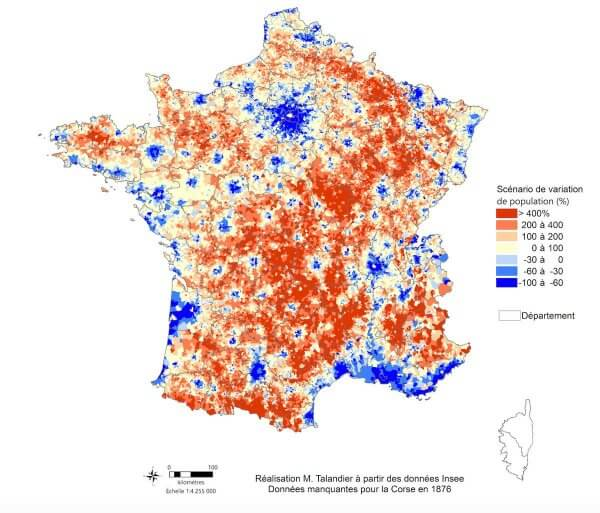 Scénario de variation
de population (%)
> 400%
200 à 400
100 à 200
0 à 100
-30 à 0
-60 à -30
-100 à -60
Département
0 100
kilomètres
Echelle 1:4 255 000
Réalisation M. Talandier à partir des données Insee
Données manquantes pour la Corse en 1876